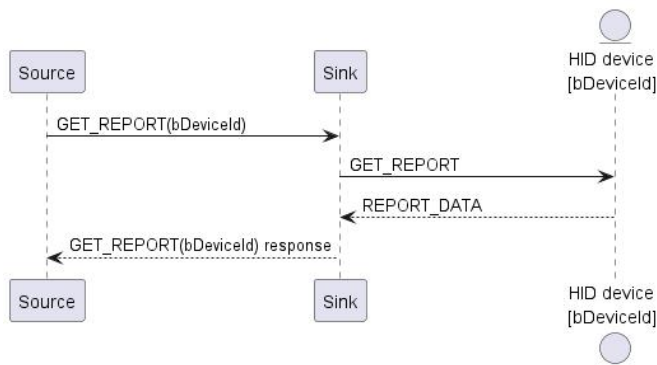 HID device
[bDeviceId]
Source
Sink
GET_REPORT(bDeviceId)
GET_REPORT
REPORT_DATA
GET_REPORT(bDeviceId) response
Source
Sink
HID device
[bDeviceId]